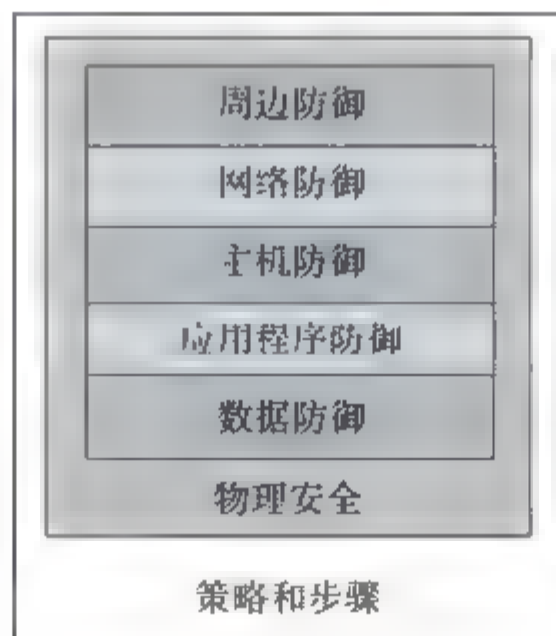 周边防御
网络防御
主机防御
应用程序防御
数据防御
物理安全
策略和步骤